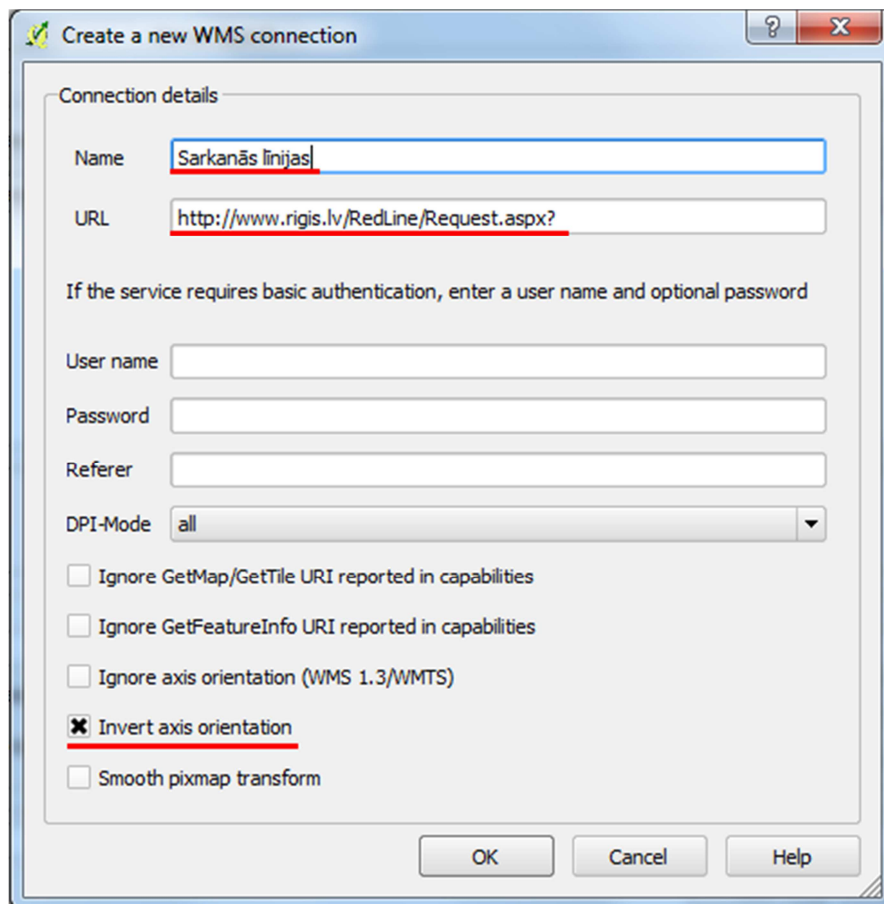 Create a new WMS connection
Connection details
Name Sarkanās līnijas
URL http://www.rigis.lv/RedLine/Request.aspx?
If the service requires basic authentication, enter a user name and optional password
User name
Password
Referer
DPI-Mode all
Ignore GetMap/GetTile URI reported in capabilities
Ignore GetFeatureInfo URI reported in capabilities
Ignore axis orientation (WMS 1.3/WMTS)
Invert axis orientation
Smooth pixmap transform
OK Cancel Help